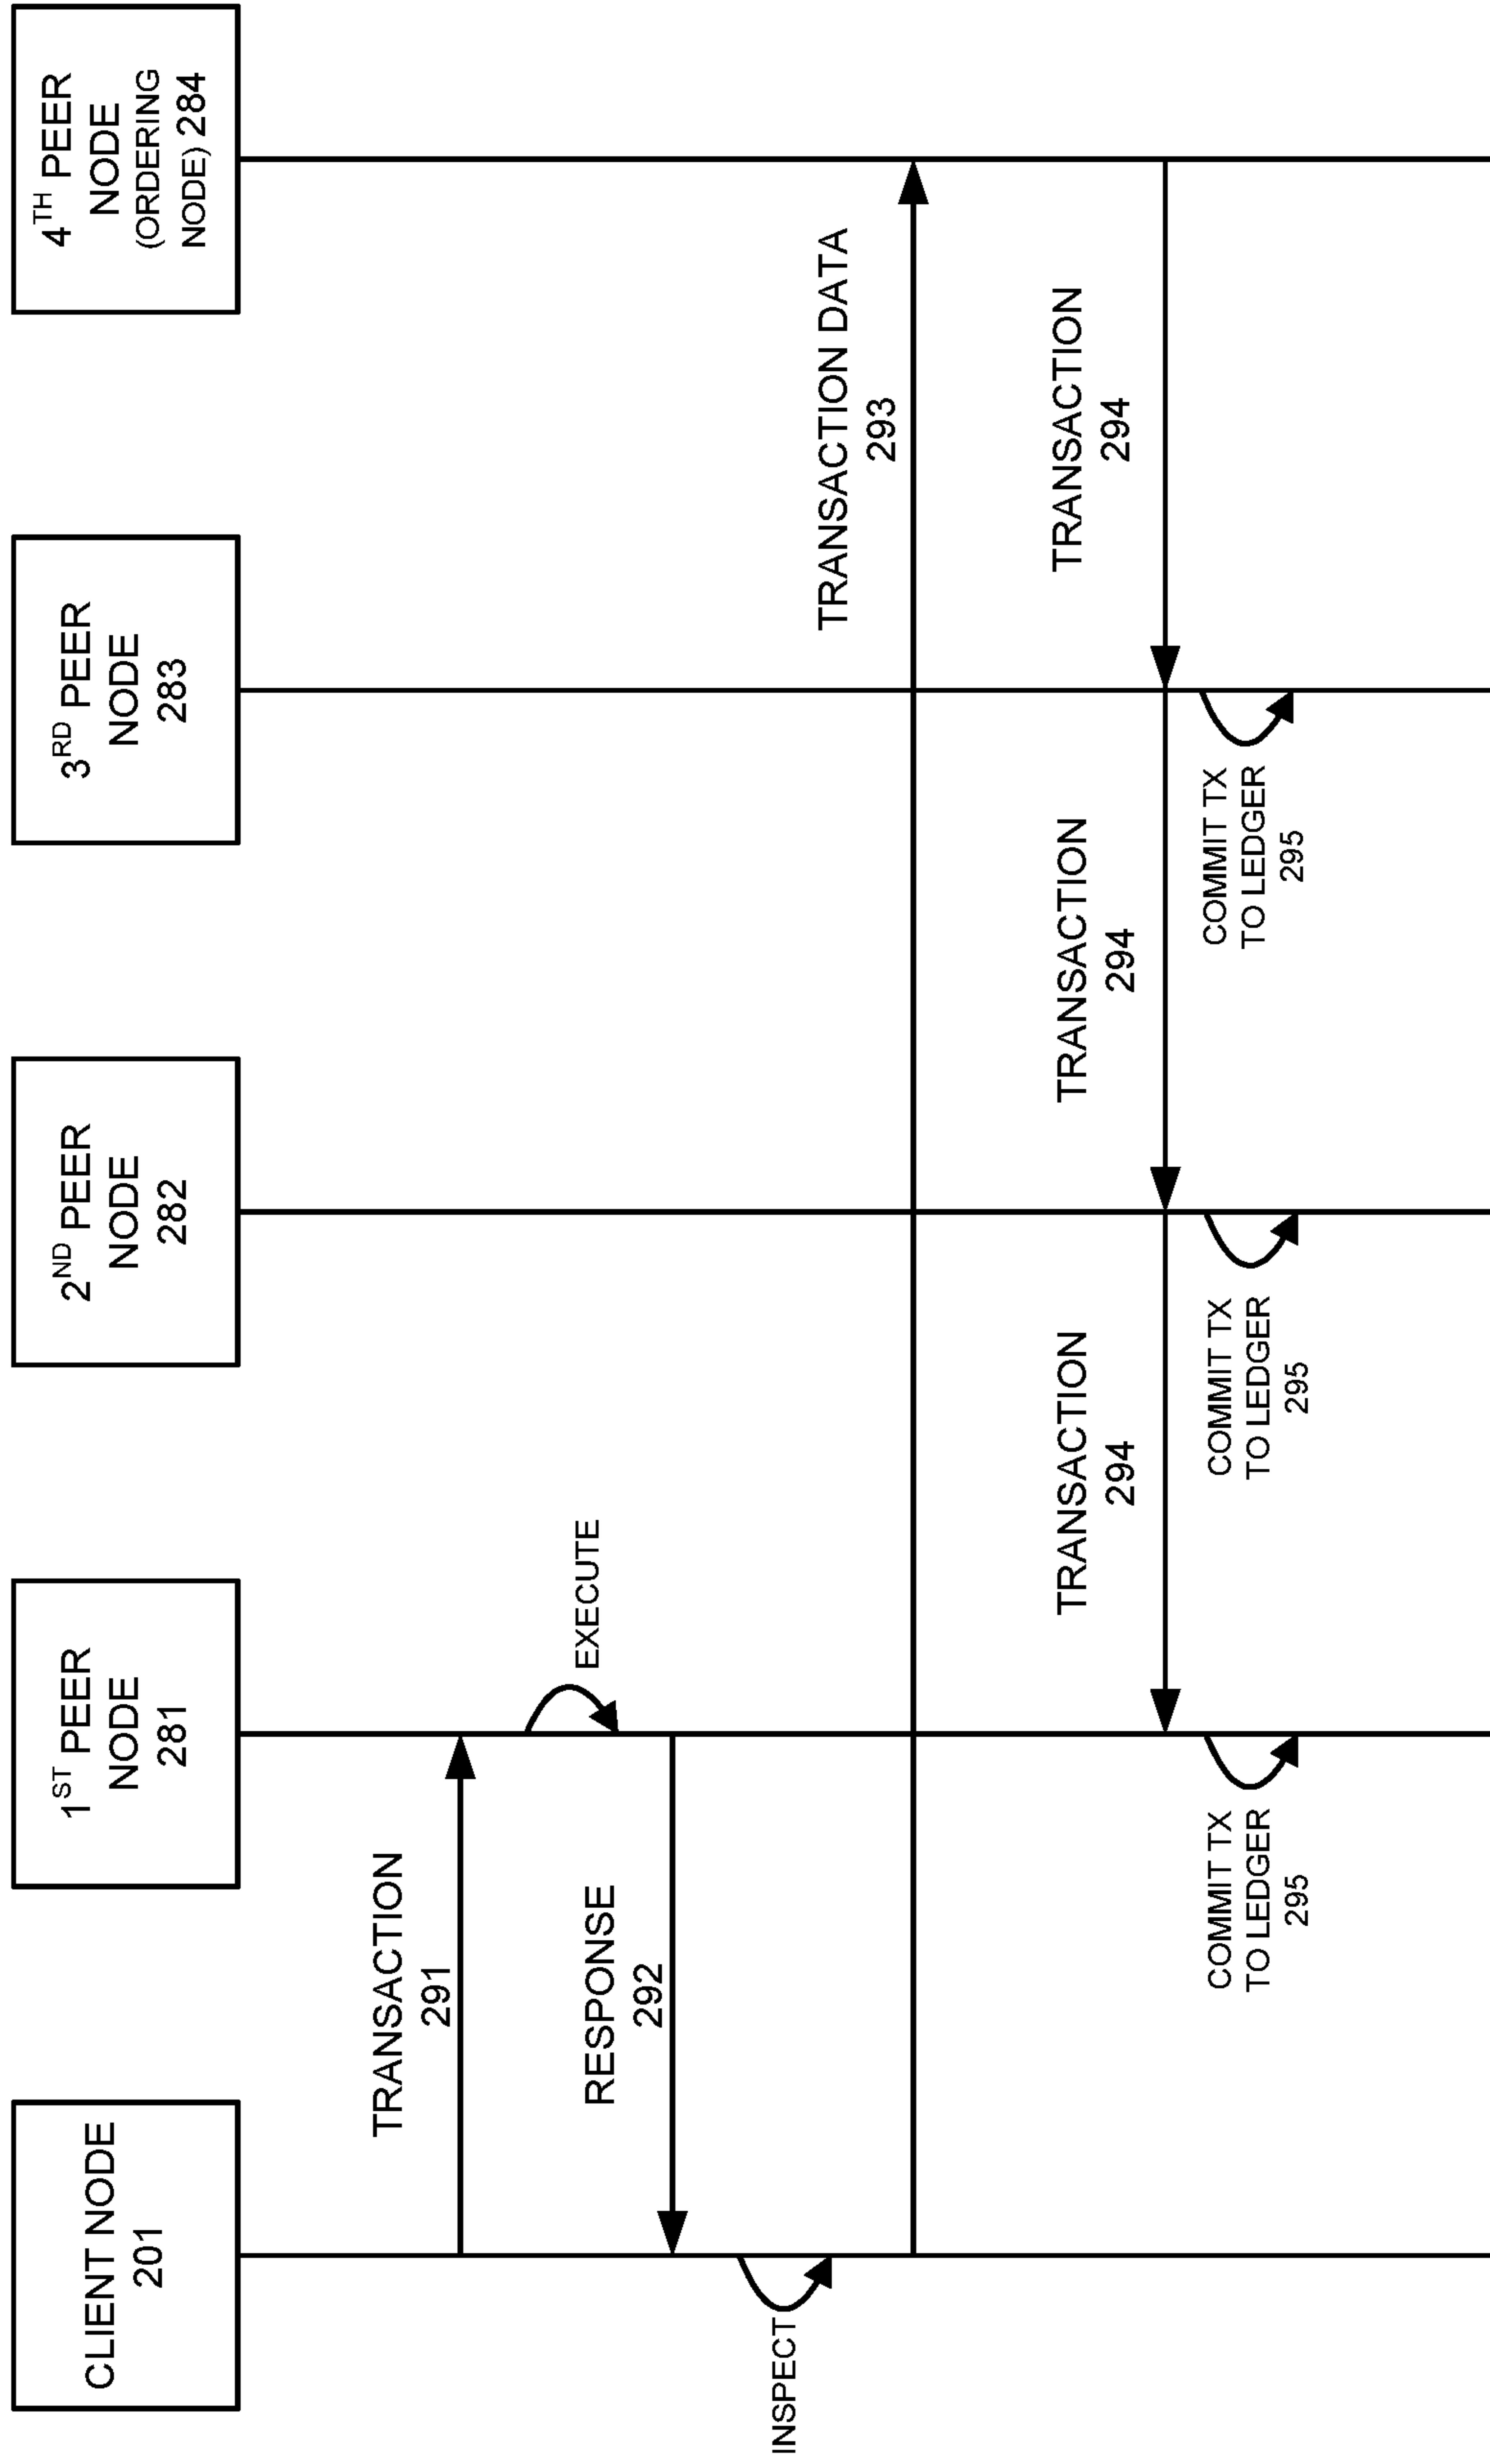 CLIENT NODE
201
1ST PEER
NODE
281
2ND PEER
NODE
282
3RD PEER
NODE
283
4TH PEER
NODE
(ORDERING
NODE) 284
TRANSACTION
291
EXECUTE
RESPONSE
292
INSPECT
TRANSACTION DATA
293
TRANSACTION
294
TRANSACTION
294
TRANSACTION
294
COMMIT TX
TO LEDGER
295
COMMIT TX
TO LEDGER
295
COMMIT TX
TO LEDGER
295